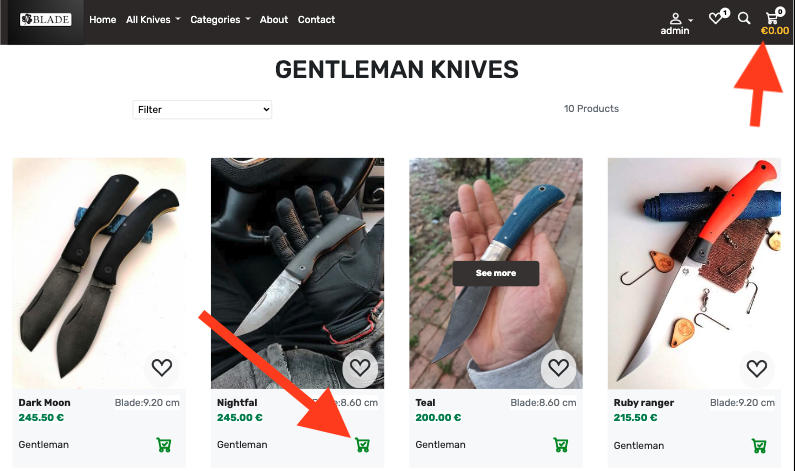 BLADE
Home All Knives Categories About Contact
admin
1
0
€0.00
GENTLEMAN KNIVES
Filter
10 Products
See more
Dark Moon Blade:9.20 cm
245.50 €
Gentleman
Nightfal Blade:8.60 cm
245.00 €
Gentleman
Teal Blade:8.60 cm
200.00 €
Gentleman
Ruby ranger Blade:9.20 cm
215.50 €
Gentleman